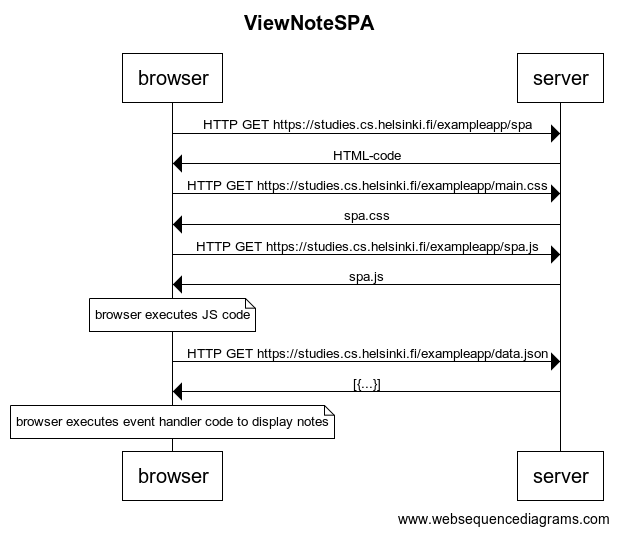 ViewNoteSPA
browser
server
HTTP GET https://studies.cs.helsinki.fi/exampleapp/spa
HTML-code
HTTP GET https://studies.cs.helsinki.fi/exampleapp/main.css
spa.css
HTTP GET https://studies.cs.helsinki.fi/exampleapp/spa.js
spa.js
browser executes JS code
HTTP GET https://studies.cs.helsinki.fi/exampleapp/data.json
[{...}]
browser executes event handler code to display notes
browser
server
www.websequencediagrams.com